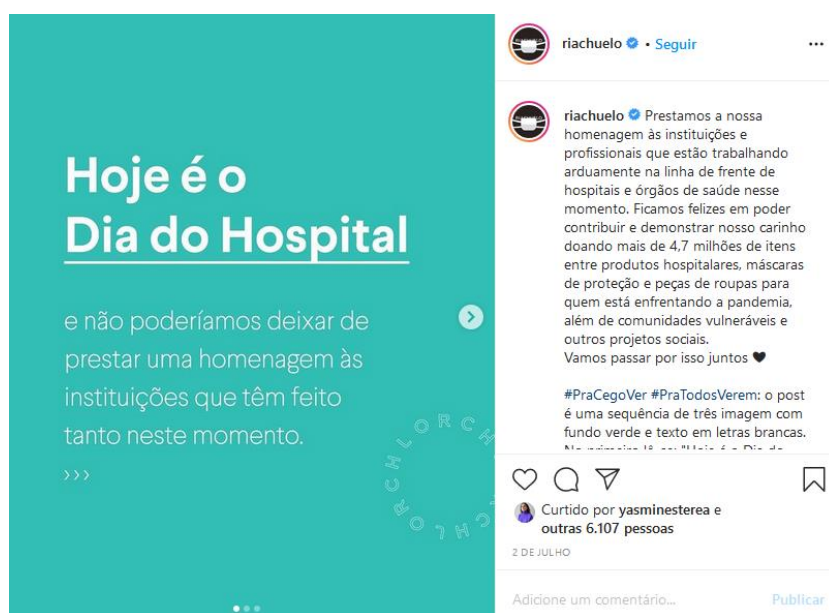 Hoje é o
Dia do Hospital
e não poderíamos deixar de
prestar uma homenagem às
instituições que têm feito
tanto neste momento.
>>>
riachuelo • Seguir
...
riachuelo Prestamos a nossa
homenagem às instituições e
profissionais que estão trabalhando
arduamente na linha de frente de
hospitais e órgãos de saúde nesse
momento. Ficamos felizes em poder
contribuir e demonstrar nosso carinho
doando mais de 4,7 milhões de itens
entre produtos hospitalares, máscaras
de proteção e peças de roupas para
quem está enfrentando a pandemia,
além de comunidades vulneráveis e
outros projetos sociais.
Vamos passar por isso juntos 🖤
#PraCegoVer #PraTodosVerem: o post
é uma sequência de três imagem com
fundo verde e texto em letras brancas.
Curtido por yasminesterea e
outras 6.107 pessoas
2 DE JULHO
Adicione um comentário... Publicar